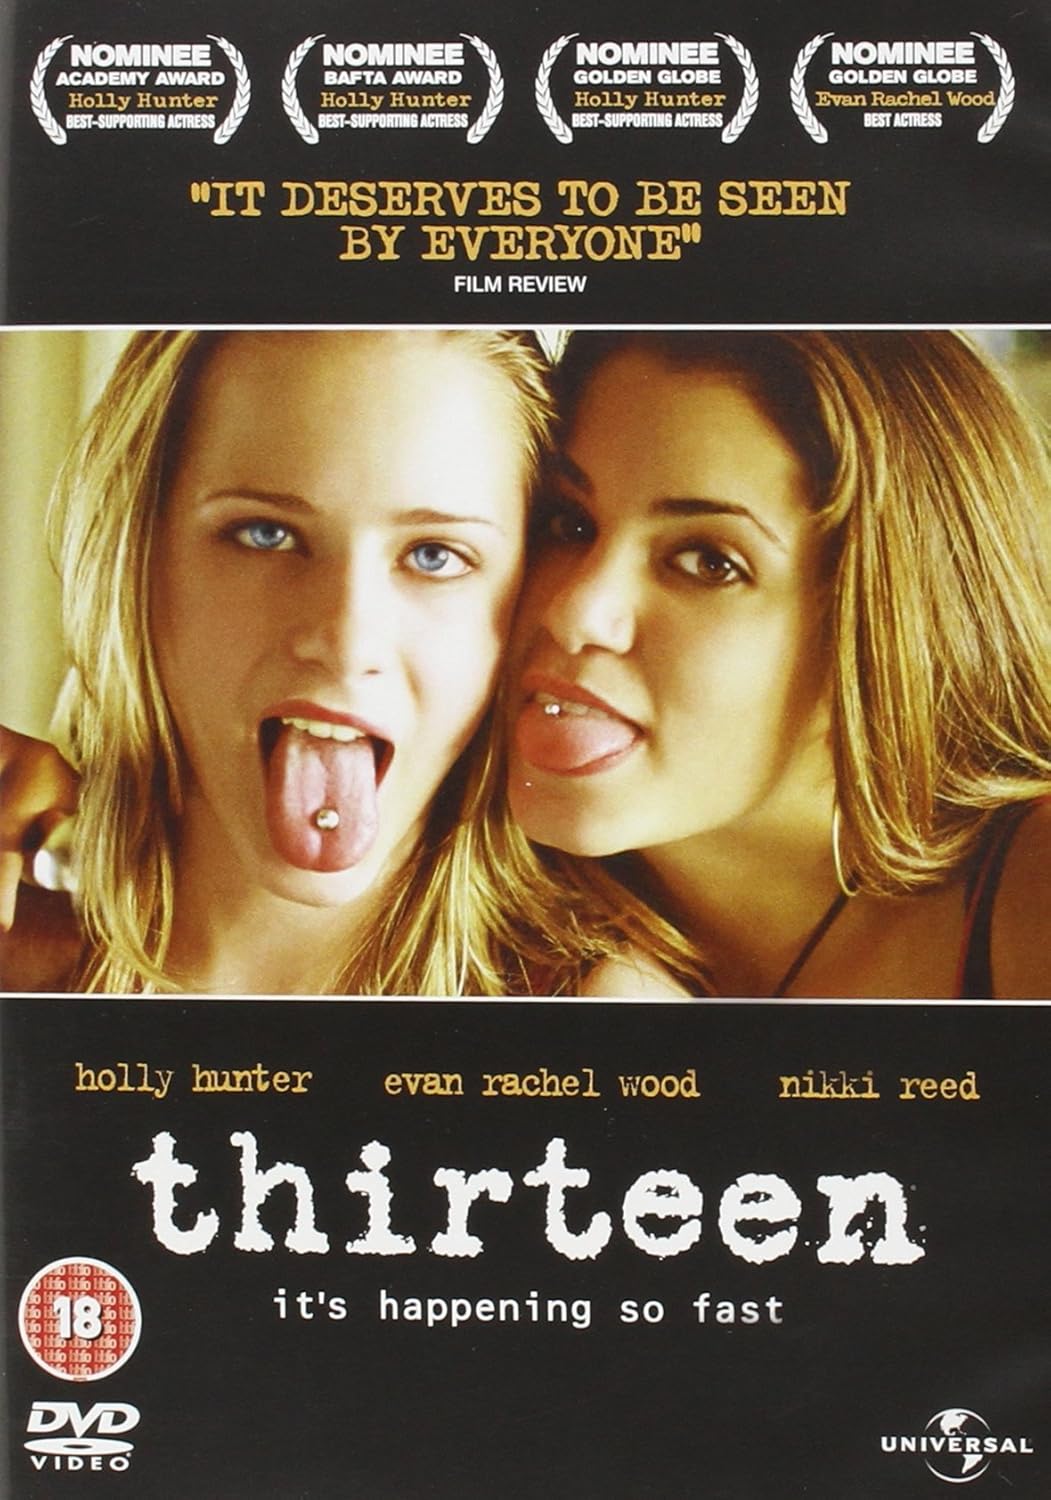 NOMINEE
ACADEMY AWARD
Holly Hunter
BEST-SUPPORTING ACTRESS
NOMINEE
BAFTA AWARD
Holly Hunter
BEST-SUPPORTING ACTRESS
NOMINEE
GOLDEN GLOBE
Holly Hunter
BEST-SUPPORTING ACTRESS
NOMINEE
GOLDEN GLOBE
Evan Rachel Wood
BEST ACTRESS
"IT DESERVES TO BE SEEN
BY EVERYONE"
FILM REVIEW
holly hunter evan rachel wood nikki reed
thirteen
it's happening so fast
18
DVD
VIDEO
UNIVERSAL